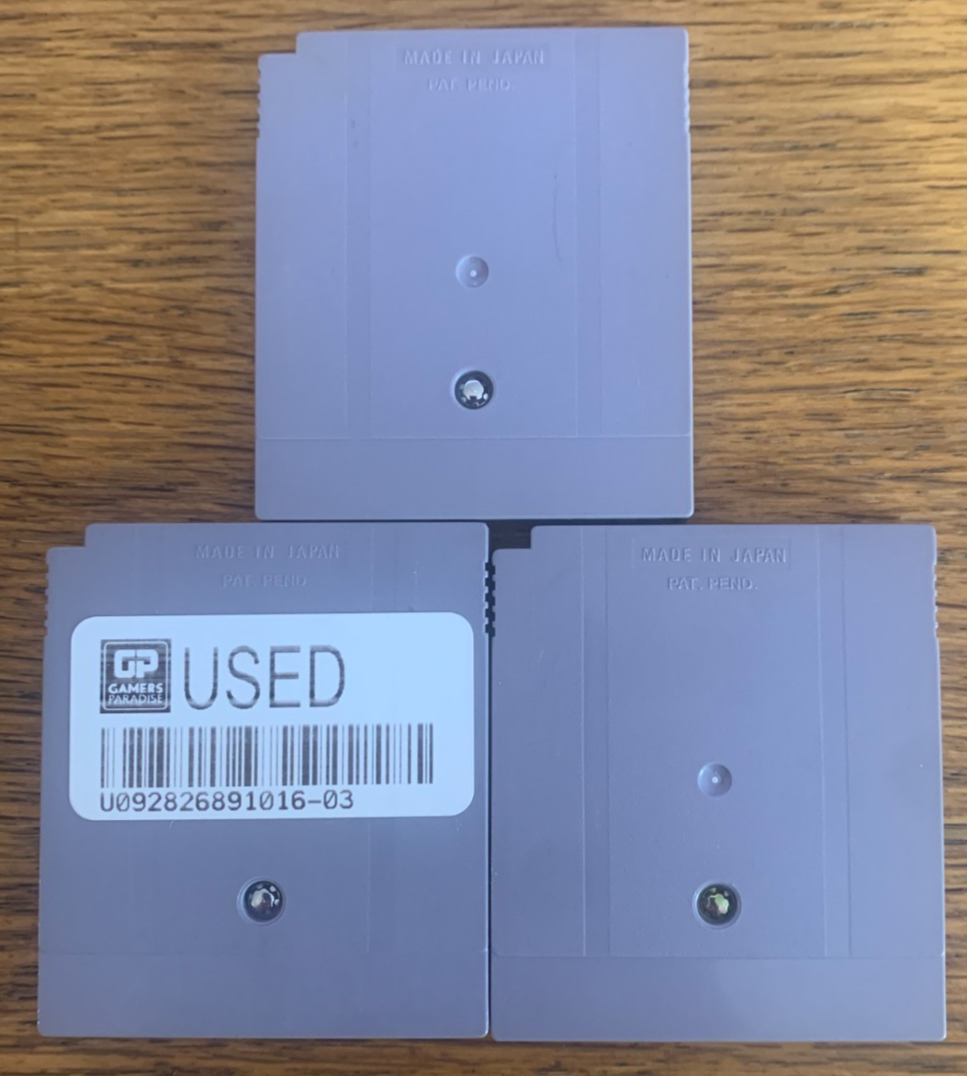 MADE IN JAPAN
PAT. PEND.
MADE IN JAPAN
PAT. PEND.
GP
GAMERS
PARADISE
USED
U092826891016-03
MADE IN JAPAN
PAT. PEND.